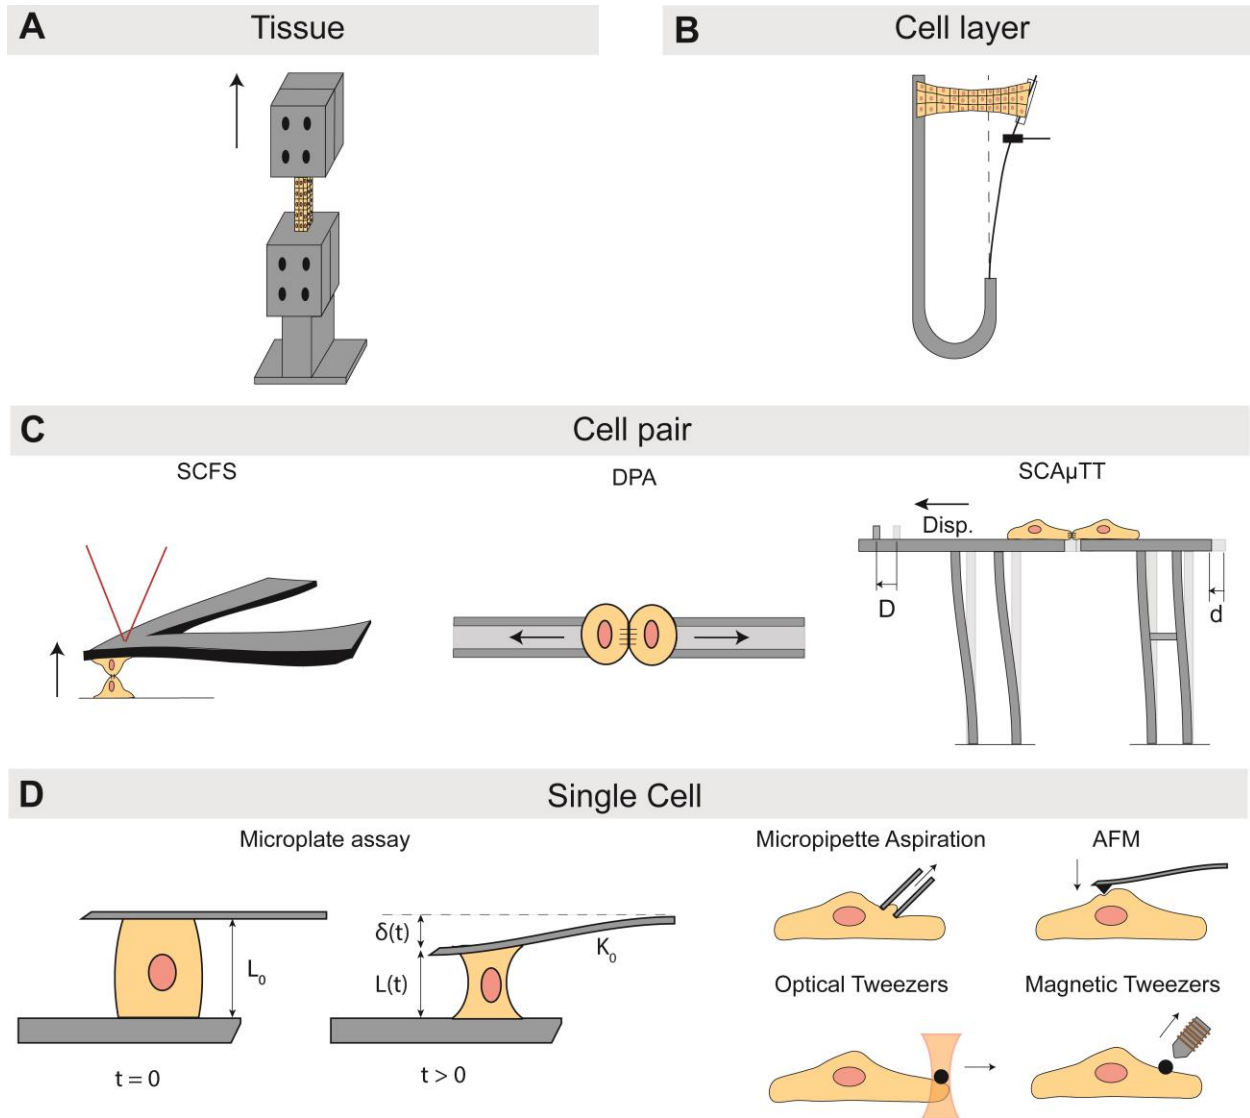 A Tissue
B Cell layer
C Cell pair
SCFS
DPA
SCAμTT
Disp.
D
d
D Single Cell
Microplate assay
L₀
t = 0
δ(t)
L(t)
K₀
t > 0
Micropipette Aspiration
AFM
Optical Tweezers
Magnetic Tweezers